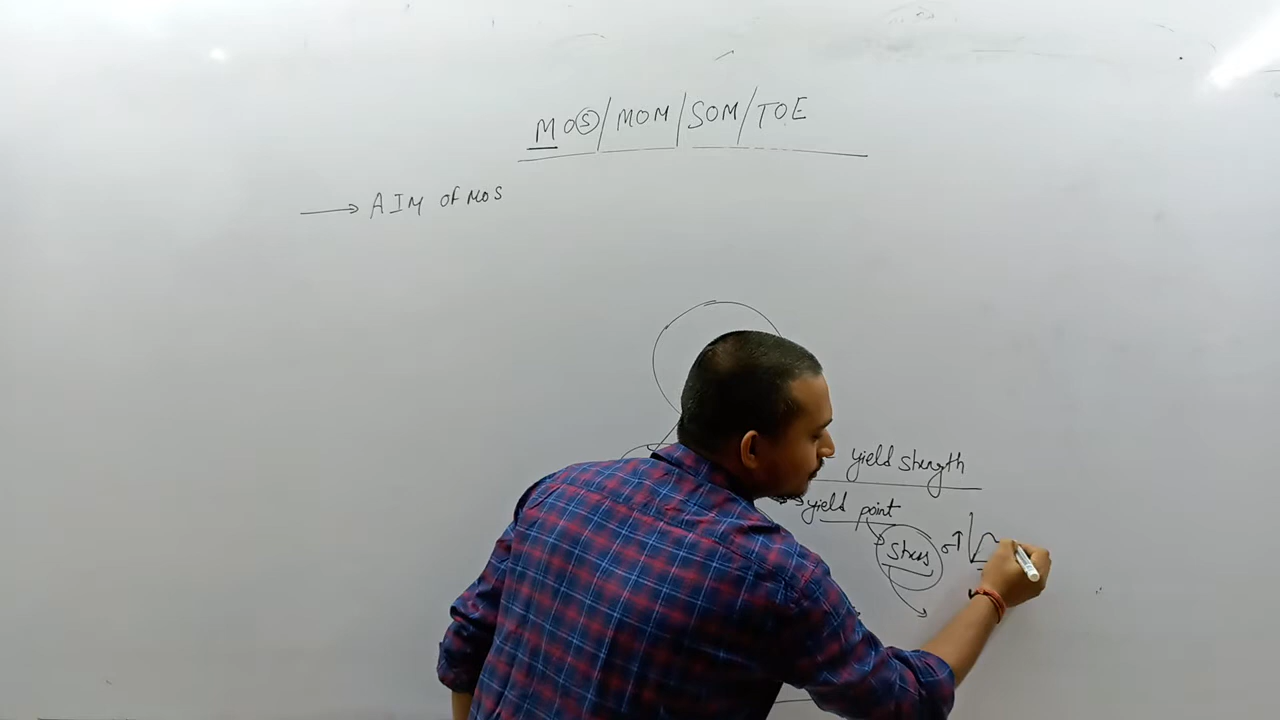 MOS/MOM/SOM/TOE
→ AIM of MOS
yield strength
→ yield point
stress σ↑